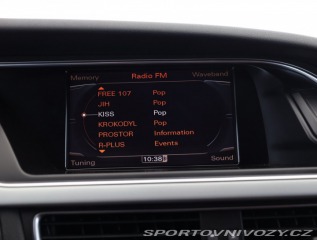 Memory Radio FM Waveband
FREE 107 Pop
JIH Pop
KISS Pop
KROKODYL Pop
PROSTOR Information
R-PLUS Events
Tuning 10:38 Sound
SPORTOVNIVOZY.CZ